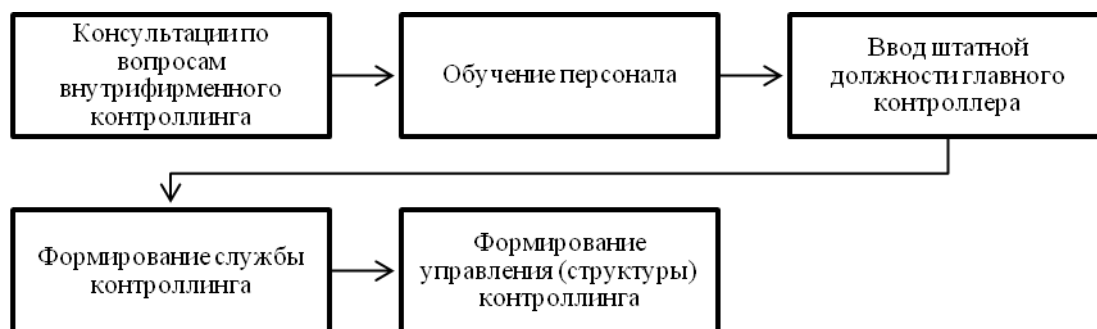 Консультации по
вопросам
внутрифирменного
контроллинга
Обучение персонала
Ввод штатной
должности главного
контроллера
Формирование службы
контроллинга
Формирование
управления (структуры)
контроллинга